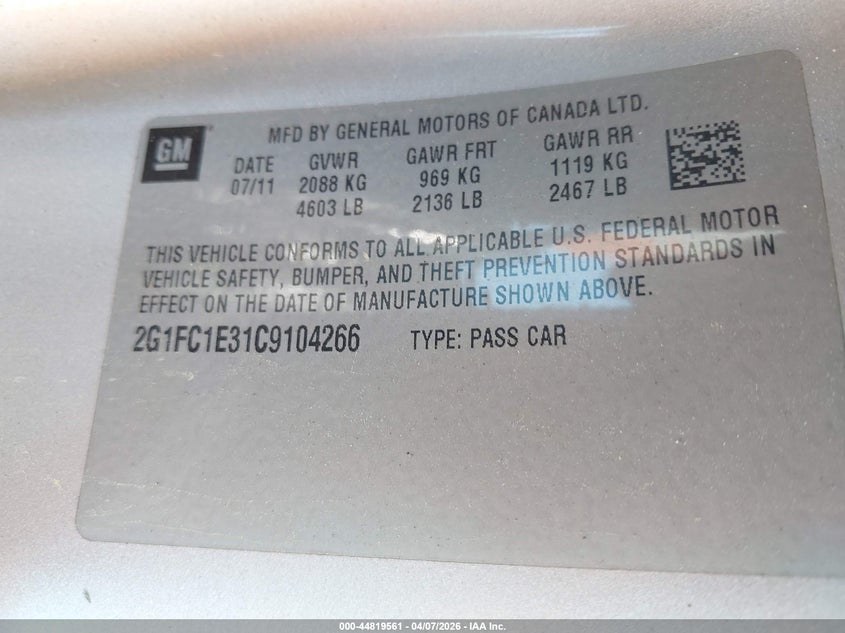 GM
MFD BY GENERAL MOTORS OF CANADA LTD.
DATE GVWR GAWR FRT GAWR RR
07/11 2088 KG 969 KG 1119 KG
4603 LB 2136 LB 2467 LB
THIS VEHICLE CONFORMS TO ALL APPLICABLE U.S. FEDERAL MOTOR
VEHICLE SAFETY, BUMPER, AND THEFT PREVENTION STANDARDS IN
EFFECT ON THE DATE OF MANUFACTURE SHOWN ABOVE.
2G1FC1E31C9104266 TYPE: PASS CAR
000-44819561 - 04/07/2026 - IAA Inc.